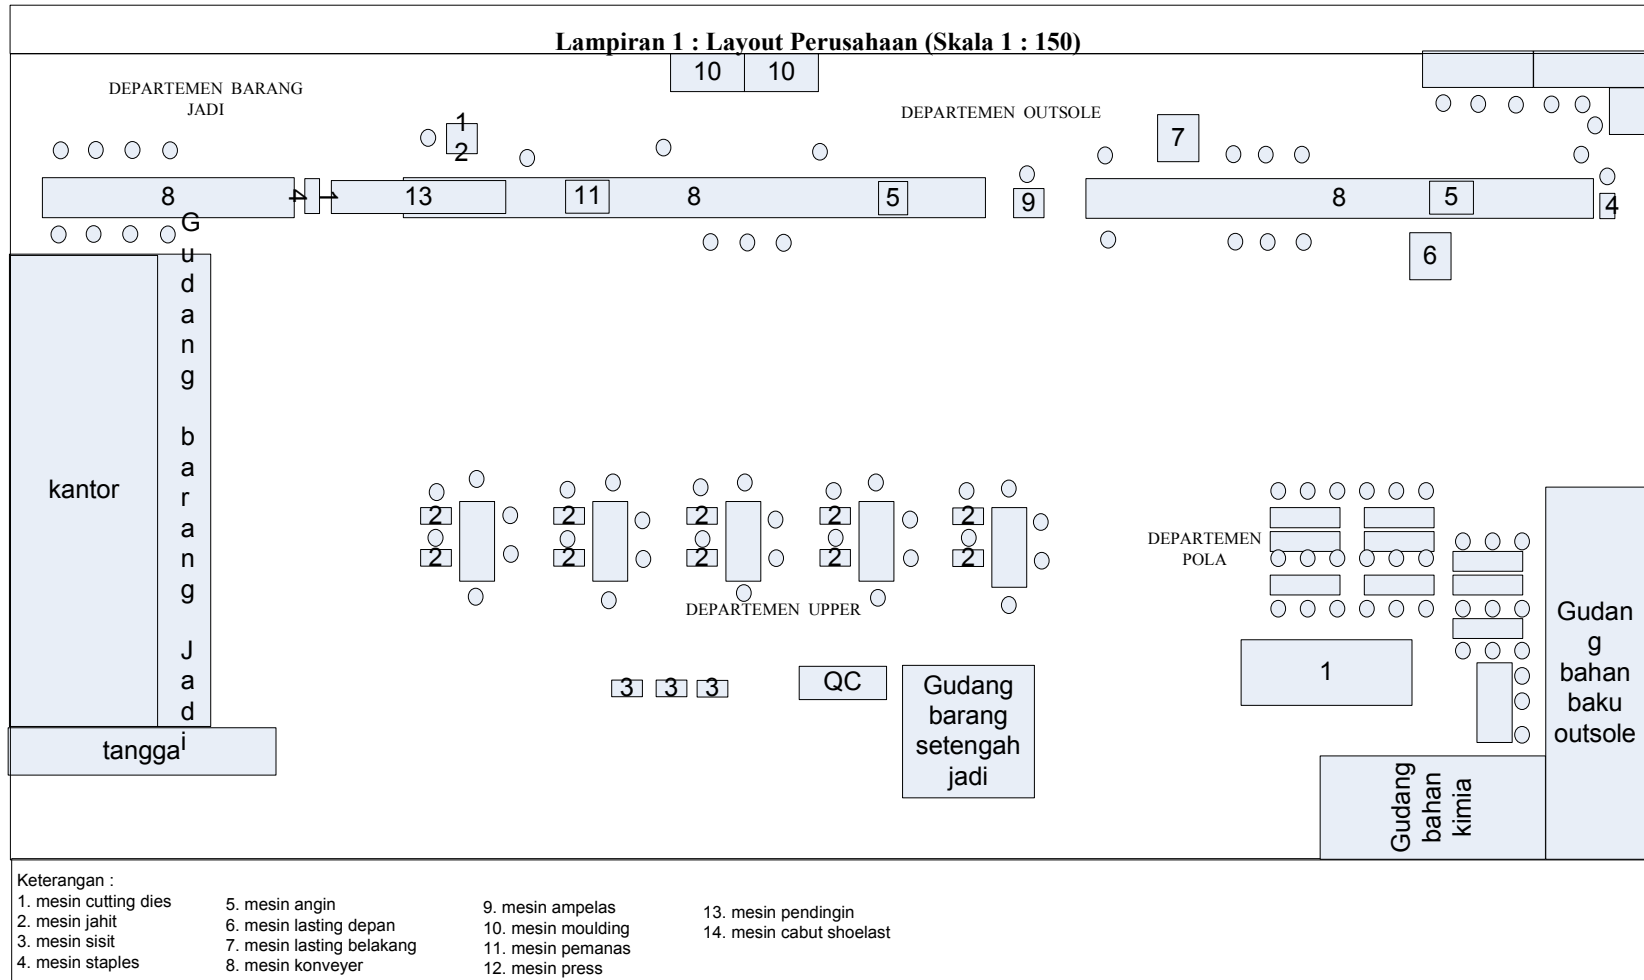 Lampiran 1 : Layout Perusahaan (Skala 1 : 150)
10
10
DEPARTEMEN BARANG
JADI
DEPARTEMEN OUTSOLE
1
2
7
8
1
4
13
11
8
5
9
8
5
4
6
G
u
d
a
n
g
b
a
r
a
n
g
J
a
d
i
kantor
tangga
2
2
2
2
2
2
2
2
2
2
DEPARTEMEN
POLA
DEPARTEMEN UPPER
3
3
3
QC
Gudang
barang
setengah
jadi
1
Gudan
g
bahan
baku
outsole
Gudang
bahan
kimia
Keterangan :
1. mesin cutting dies
2. mesin jahit
3. mesin sisit
4. mesin staples
5. mesin angin
6. mesin lasting depan
7. mesin lasting belakang
8. mesin konveyer
9. mesin ampelas
10. mesin moulding
11. mesin pemanas
12. mesin press
13. mesin pendingin
14. mesin cabut shoelast